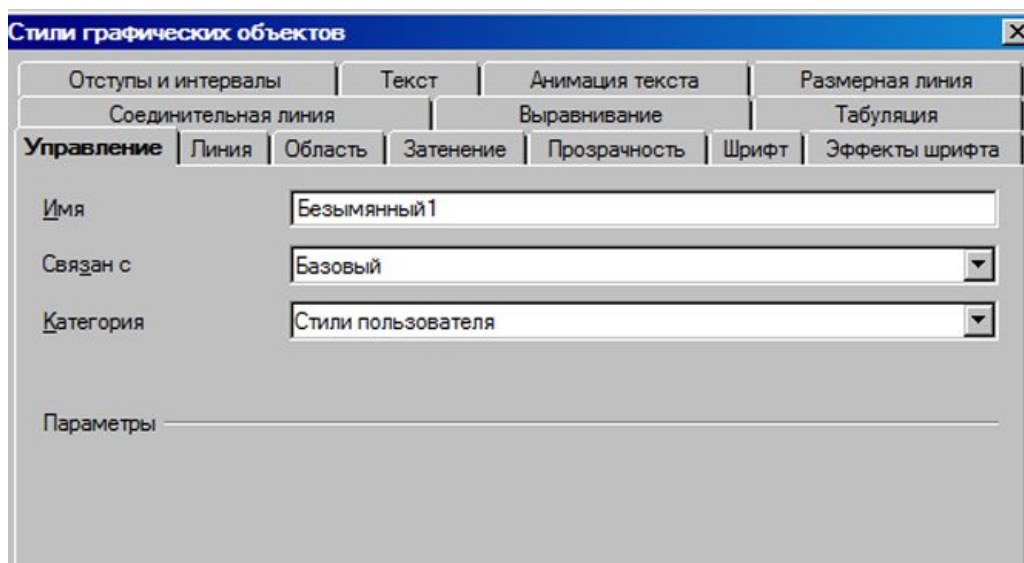 Стили графических объектов
Отступы и интервалы Текст Анимация текста Размерная линия
Соединительная линия Выравнивание Табуляция
Управление Линия Область Затенение Прозрачность Шрифт Эффекты шрифта
Имя Безымянный1
Связан с Базовый
Категория Стили пользователя
Параметры